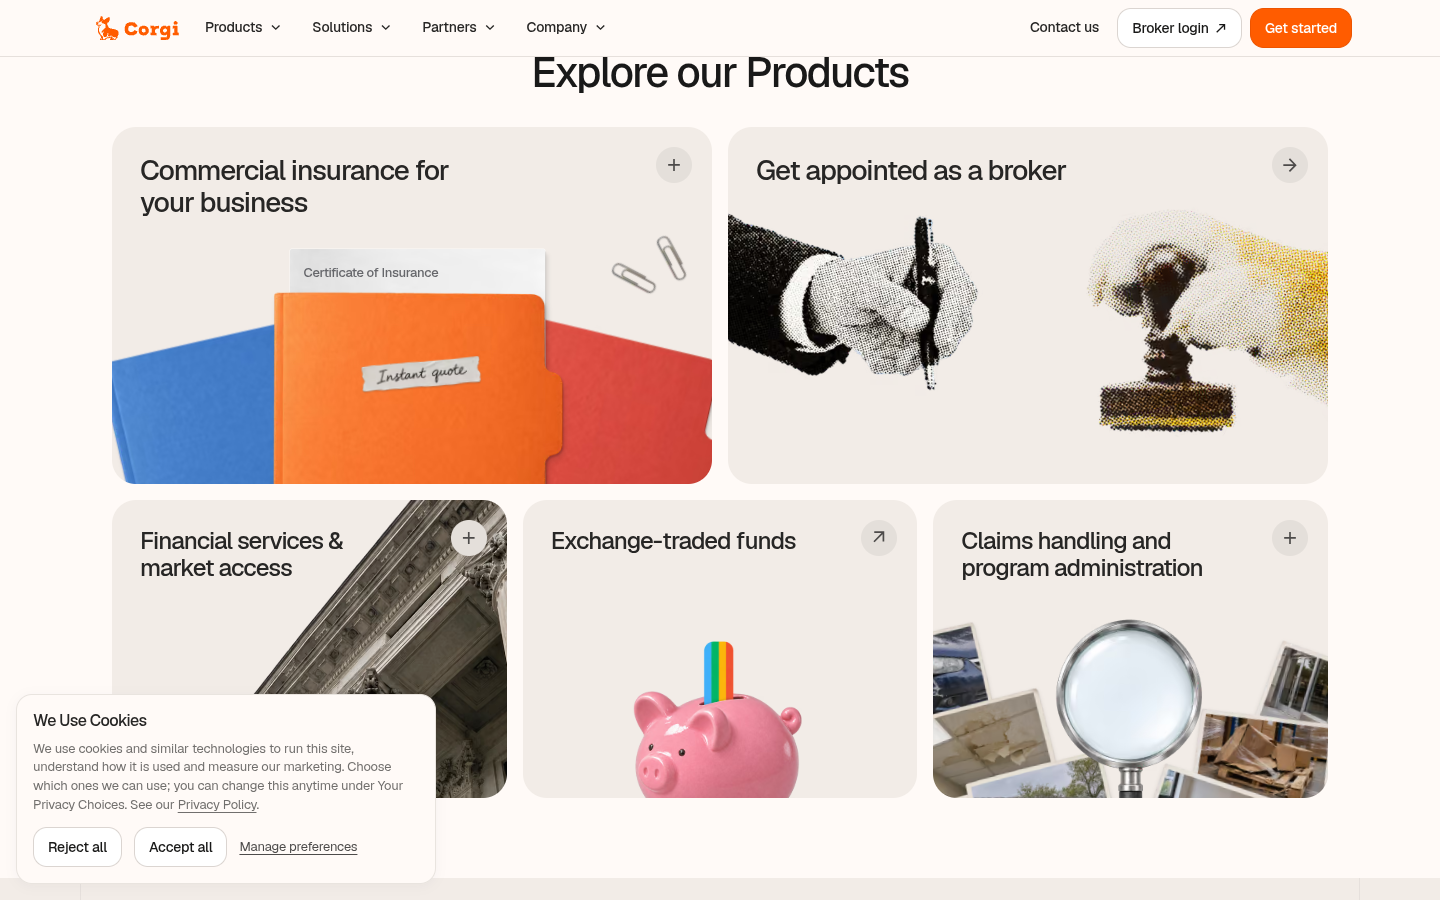 Corgi
Products
Solutions
Partners
Company
Contact us
Broker login
Get started
Explore our Products
Commercial insurance for
your business
Certificate of Insurance
Instant quote
Get appointed as a broker
Financial services &
market access
Exchange-traded funds
Claims handling and
program administration
We Use Cookies
We use cookies and similar technologies to run this site,
understand how it is used and measure our marketing. Choose
which ones we can use; you can change this anytime under Your
Privacy Choices. See our Privacy Policy.
Reject all
Accept all
Manage preferences